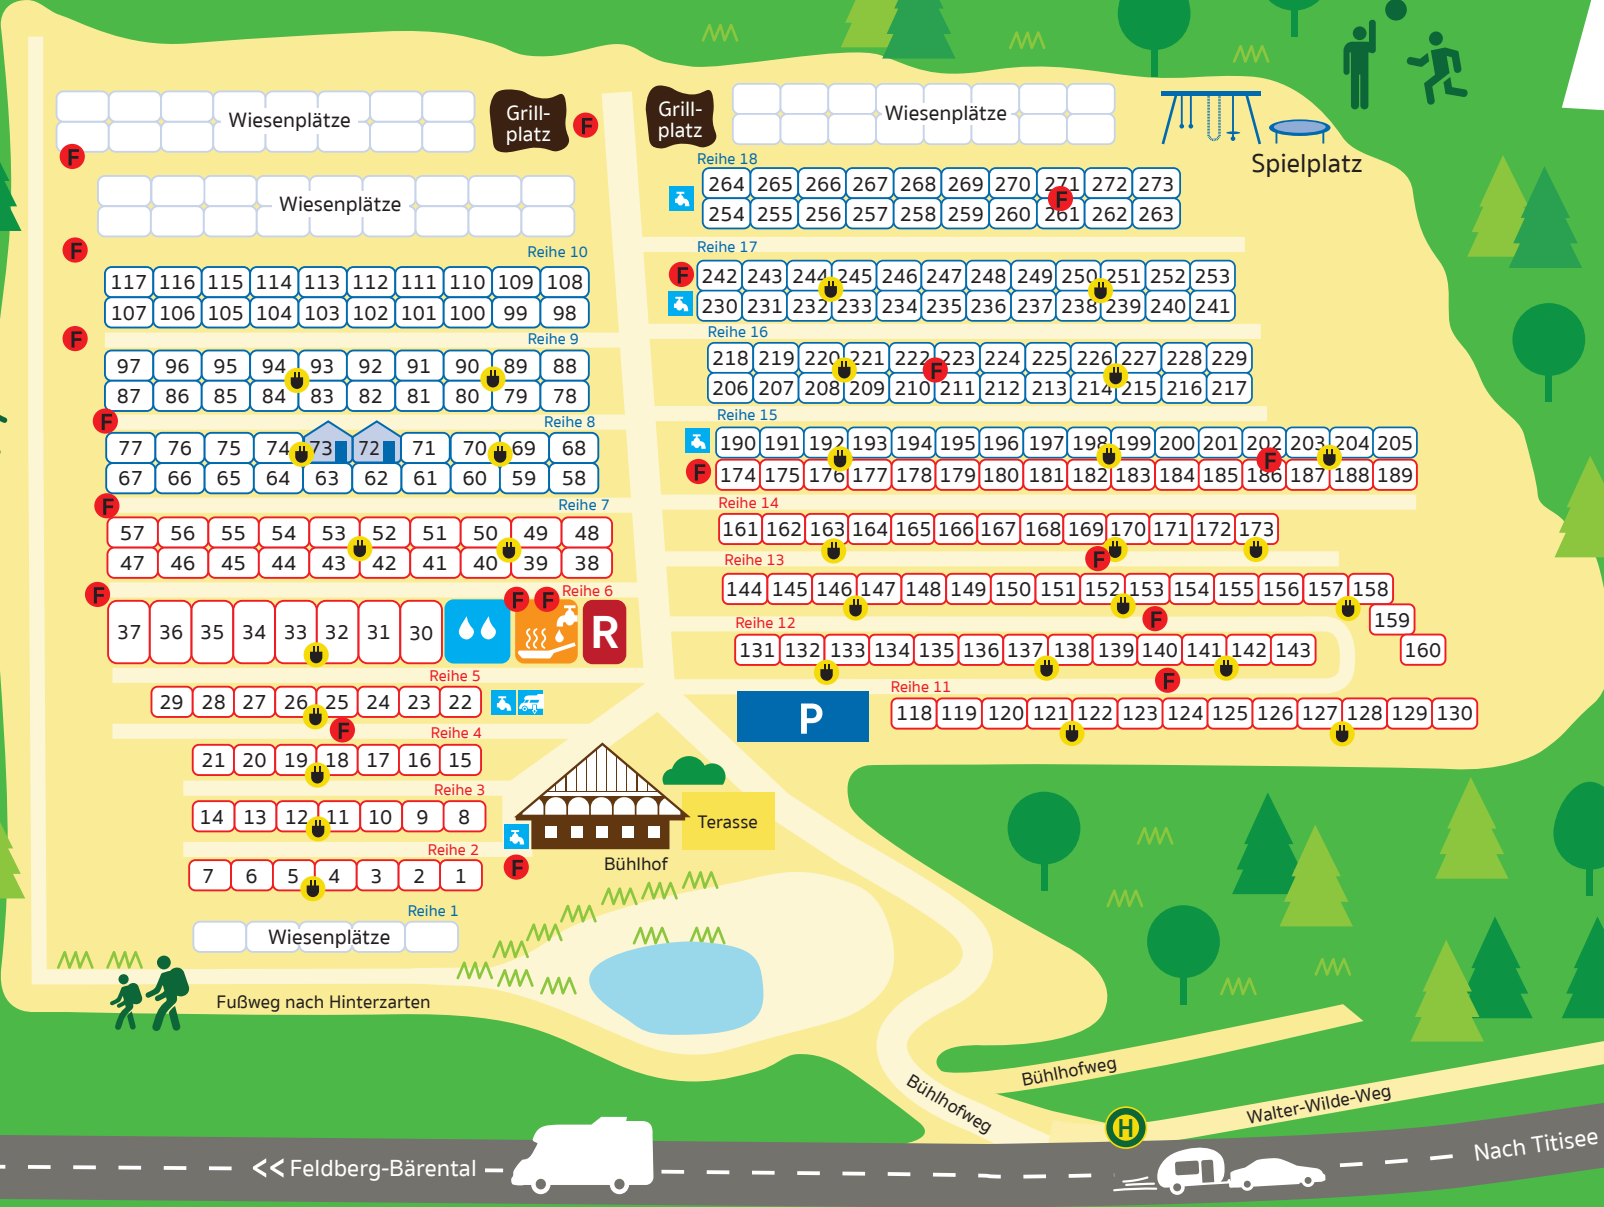 Wiesenplätze
Grill-
platz
F
Grill-
platz
Wiesenplätze
Spielplatz
F
Wiesenplätze
F
Reihe 10
117 116 115 114 113 112 111 110 109 108
107 106 105 104 103 102 101 100 99 98
F
Reihe 9
97 96 95 94 93 92 91 90 89 88
87 86 85 84 83 82 81 80 79 78
F
Reihe 8
77 76 75 74 73 72 71 70 69 68
67 66 65 64 63 62 61 60 59 58
F
Reihe 7
57 56 55 54 53 52 51 50 49 48
47 46 45 44 43 42 41 40 39 38
F
F F
Reihe 6
37 36 35 34 33 32 31 30
R
Reihe 5
29 28 27 26 25 24 23 22
F
Reihe 4
21 20 19 18 17 16 15
Reihe 3
14 13 12 11 10 9 8
Reihe 2
7 6 5 4 3 2 1
Reihe 1
Wiesenplätze
Reihe 18
264 265 266 267 268 269 270 271 272 273
F
254 255 256 257 258 259 260 261 262 263
Reihe 17
F
242 243 244 245 246 247 248 249 250 251 252 253
230 231 232 233 234 235 236 237 238 239 240 241
Reihe 16
218 219 220 221 222 223 224 225 226 227 228 229
F
206 207 208 209 210 211 212 213 214 215 216 217
Reihe 15
190 191 192 193 194 195 196 197 198 199 200 201 202 203 204 205
F
F
174 175 176 177 178 179 180 181 182 183 184 185 186 187 188 189
Reihe 14
161 162 163 164 165 166 167 168 169 170 171 172 173
F
Reihe 13
144 145 146 147 148 149 150 151 152 153 154 155 156 157 158
159
160
F
Reihe 12
131 132 133 134 135 136 137 138 139 140 141 142 143
F
Reihe 11
118 119 120 121 122 123 124 125 126 127 128 129 130
P
Terasse
Bühlhof
F
Fußweg nach Hinterzarten
Bühlhofweg
Bühlhofweg
Walter-Wilde-Weg
H
<< Feldberg-Bärental
Nach Titisee